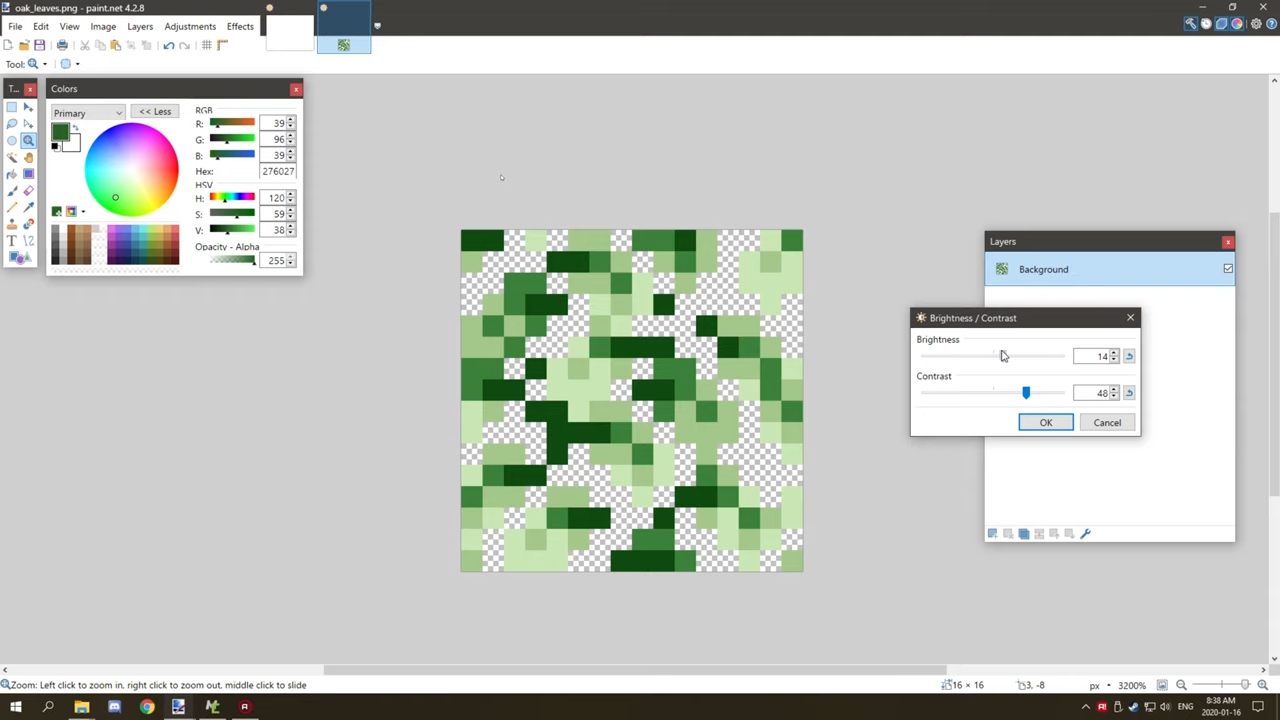 oak_leaves.png - paint.net 4.2.8
File Edit View Image Layers Adjustments Effects
Tool:
T...
Colors
Primary
<< Less
RGB
R: 39
G: 96
B: 39
Hex: 276027
HSV
H: 120
S: 59
V: 38
Opacity - Alpha
255
Layers
Background
Brightness / Contrast
Brightness
14
Contrast
48
OK Cancel
Zoom: Left click to zoom in, right click to zoom out, middle click to slide
16 × 16
3, -8
px
3200%
ENG
8:38 AM
2020-01-16